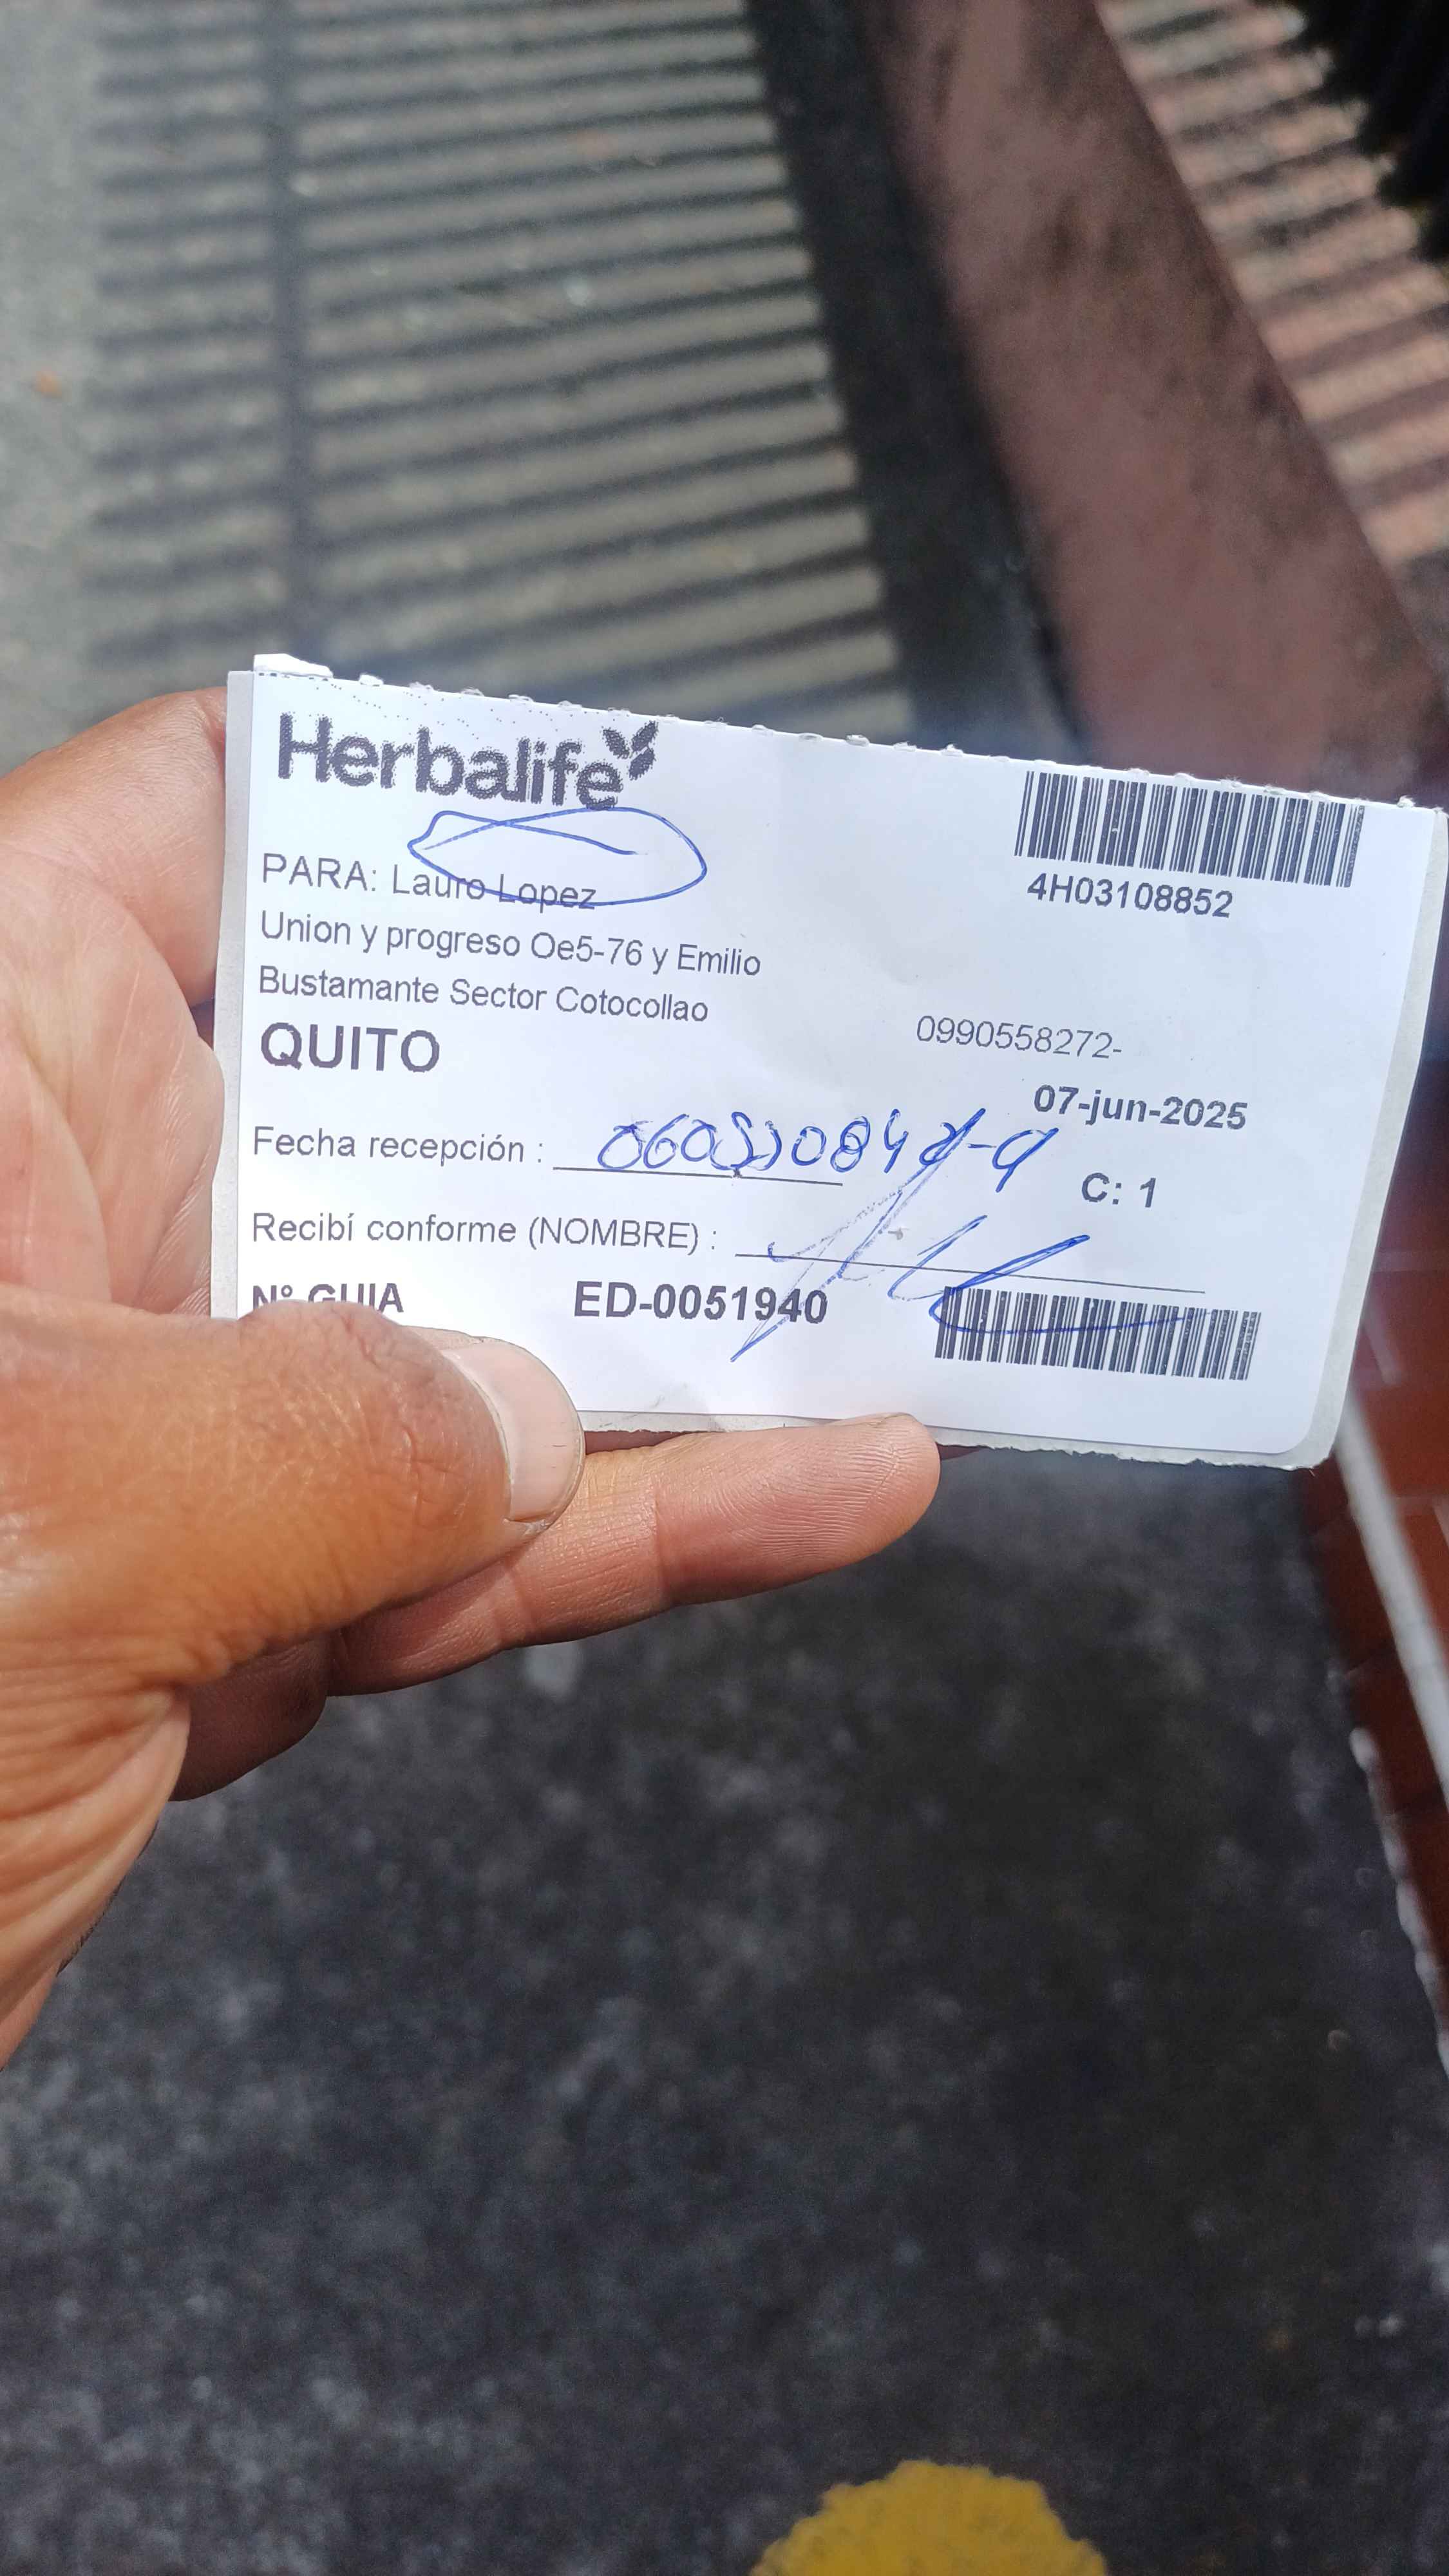 Herbalife
4H03108852
PARA: Lauro Lopez
Union y progreso Oe5-76 y Emilio
Bustamante Sector Cotocollao
0990558272-
QUITO
07-jun-2025
Fecha recepción :
C: 1
Recibí conforme (NOMBRE) :
N° GUIA ED-0051940